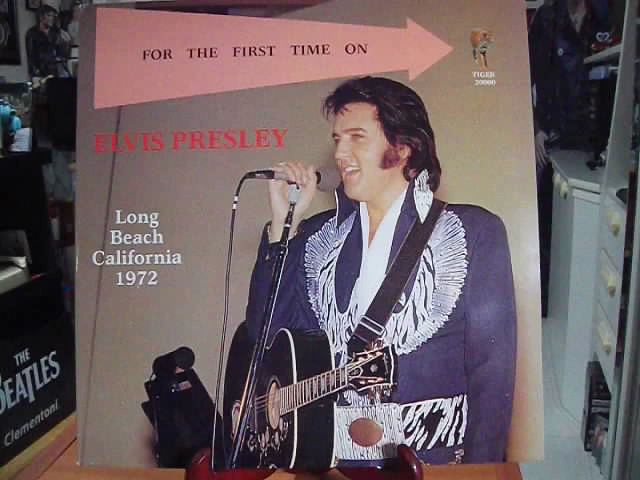 FOR THE FIRST TIME ON
TIGER
20000
ELVIS PRESLEY
Long
Beach
California
1972
THE
BEATLES
Clementoni